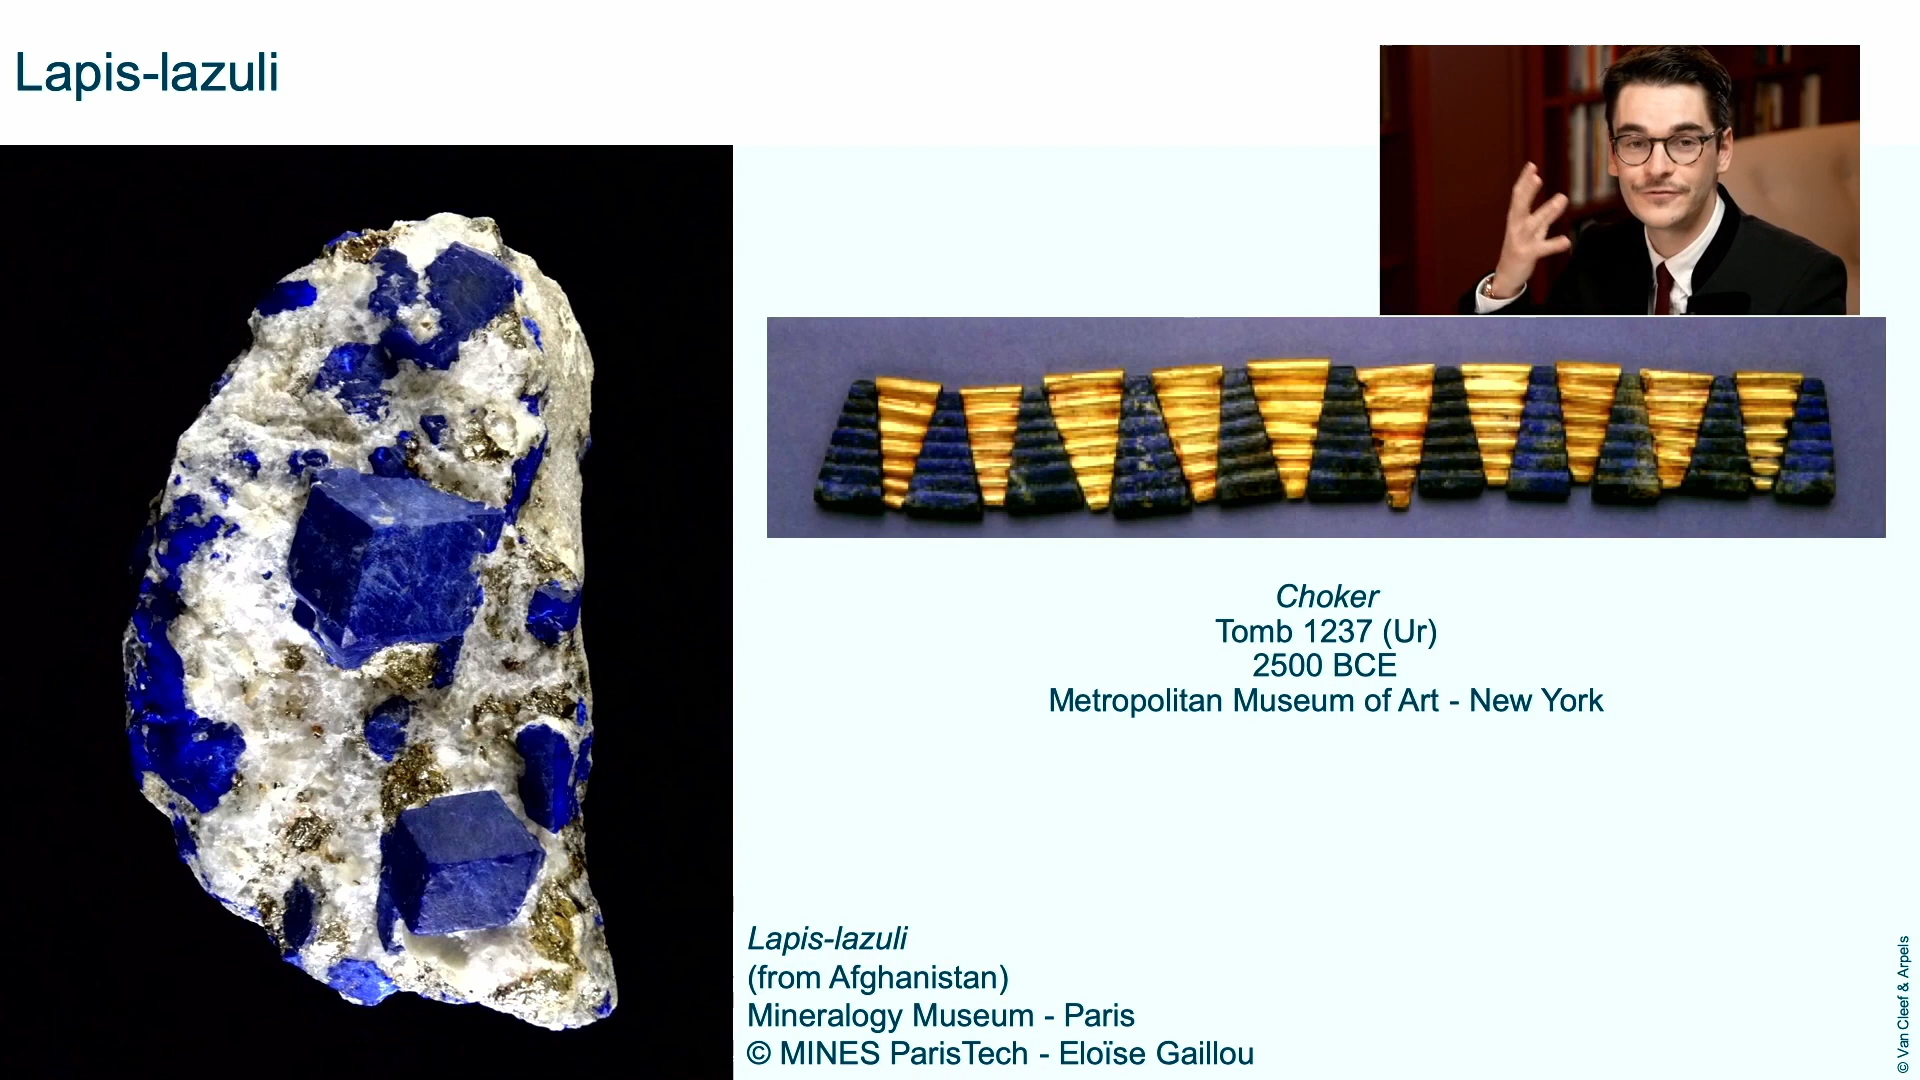 Lapis-lazuli
Choker
Tomb 1237 (Ur)
2500 BCE
Metropolitan Museum of Art - New York
Lapis-lazuli
(from Afghanistan)
Mineralogy Museum - Paris
© MINES ParisTech - Eloïse Gaillou
© Van Cleef & Arpels